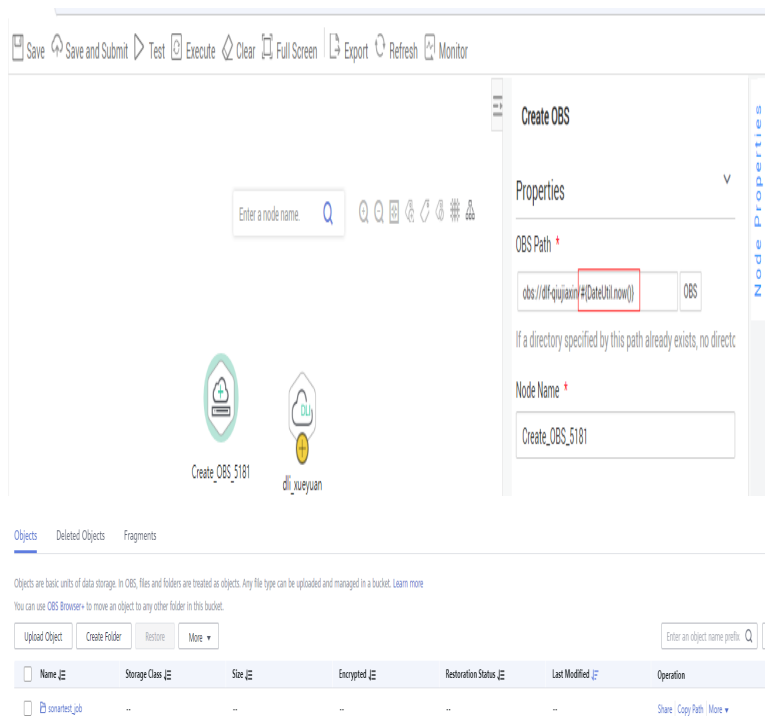 Save Save and Submit Test Execute Clear Full Screen Export Refresh Monitor
Create OBS
Properties
Enter a node name.
OBS Path *
obs://dlf-qiujiaxin/#{DateUtil.now()} OBS
If a directory specified by this path already exists, no directc
Node Name *
Create_OBS_5181
Node Properties
DLI
Create_OBS_5181
dli_xueyuan
Objects Deleted Objects Fragments
Objects are basic units of data storage. In OBS, files and folders are treated as objects. Any file type can be uploaded and managed in a bucket. Learn more
You can use OBS Browser+ to move an object to any other folder in this bucket.
Upload Object Create Folder Restore More Enter an object name prefix
Name Storage Class Size Encrypted Restoration Status Last Modified Operation
sonartest_job -- -- -- -- -- Share Copy Path More